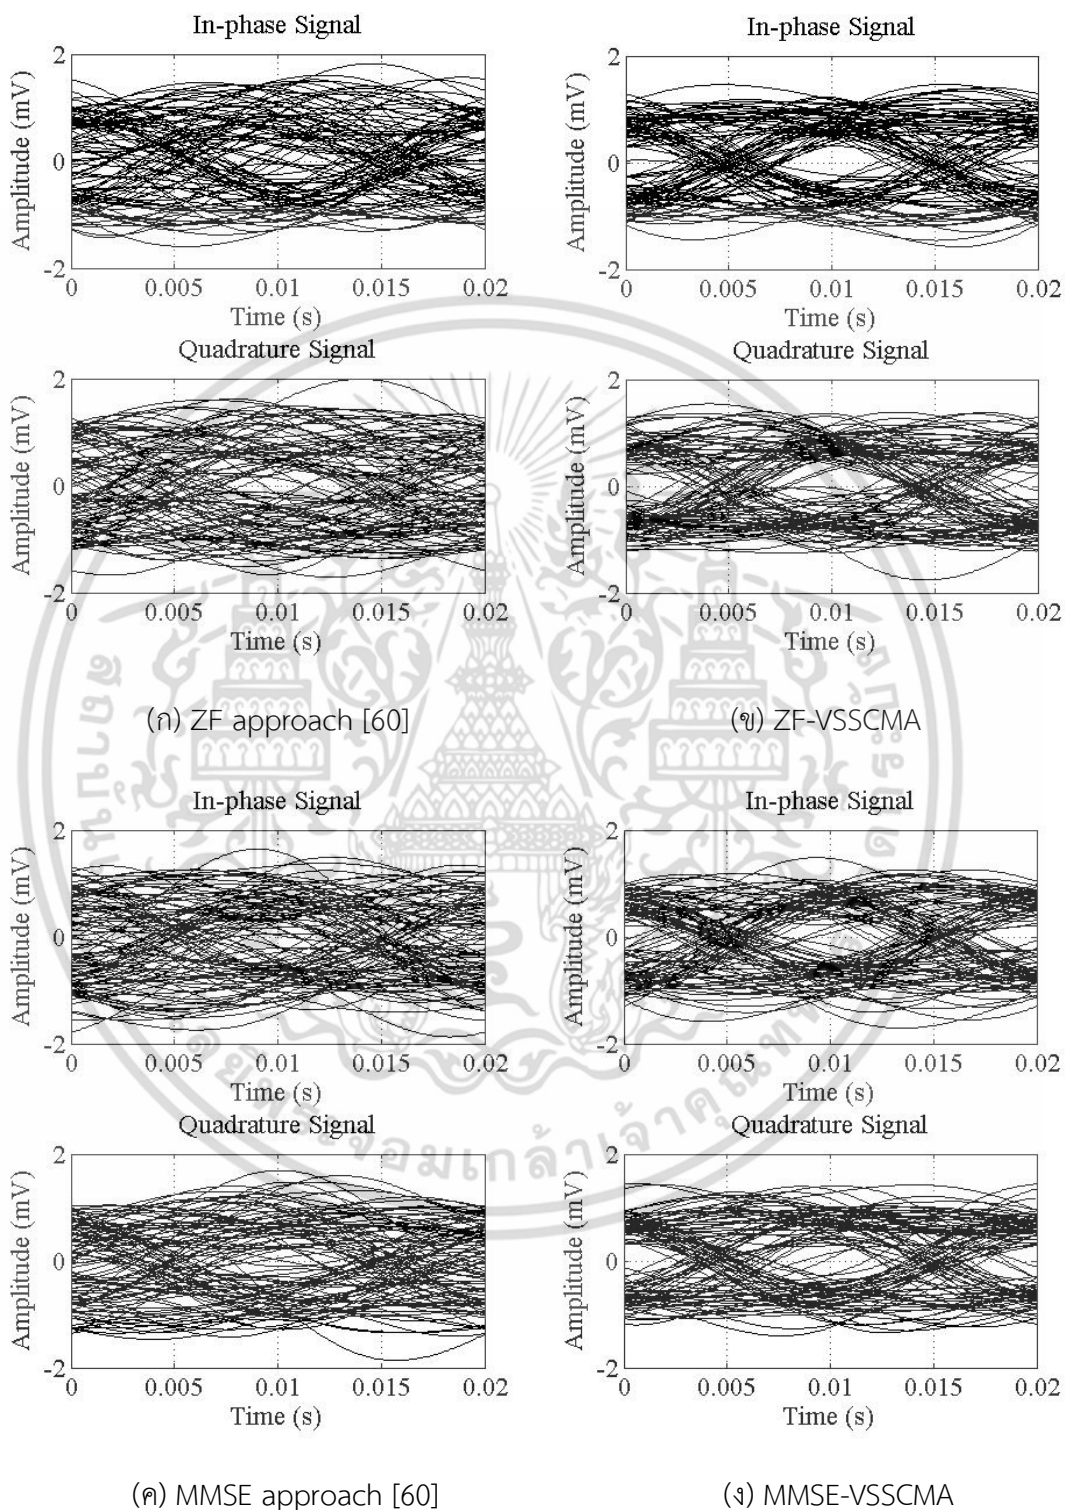 In-phase Signal
Amplitude (mV)
2
0
-2
0 0.005 0.01 0.015 0.02
Time (s)
Quadrature Signal
Amplitude (mV)
2
0
-2
0 0.005 0.01 0.015 0.02
Time (s)
(ก) ZF approach [60]
In-phase Signal
Amplitude (mV)
2
0
-2
0 0.005 0.01 0.015 0.02
Time (s)
Quadrature Signal
Amplitude (mV)
2
0
-2
0 0.005 0.01 0.015 0.02
Time (s)
(ข) ZF-VSSCMA
In-phase Signal
Amplitude (mV)
2
0
-2
0 0.005 0.01 0.015 0.02
Time (s)
Quadrature Signal
Amplitude (mV)
2
0
-2
0 0.005 0.01 0.015 0.02
Time (s)
(ค) MMSE approach [60]
In-phase Signal
Amplitude (mV)
2
0
-2
0 0.005 0.01 0.015 0.02
Time (s)
Quadrature Signal
Amplitude (mV)
2
0
-2
0 0.005 0.01 0.015 0.02
Time (s)
(ง) MMSE-VSSCMA